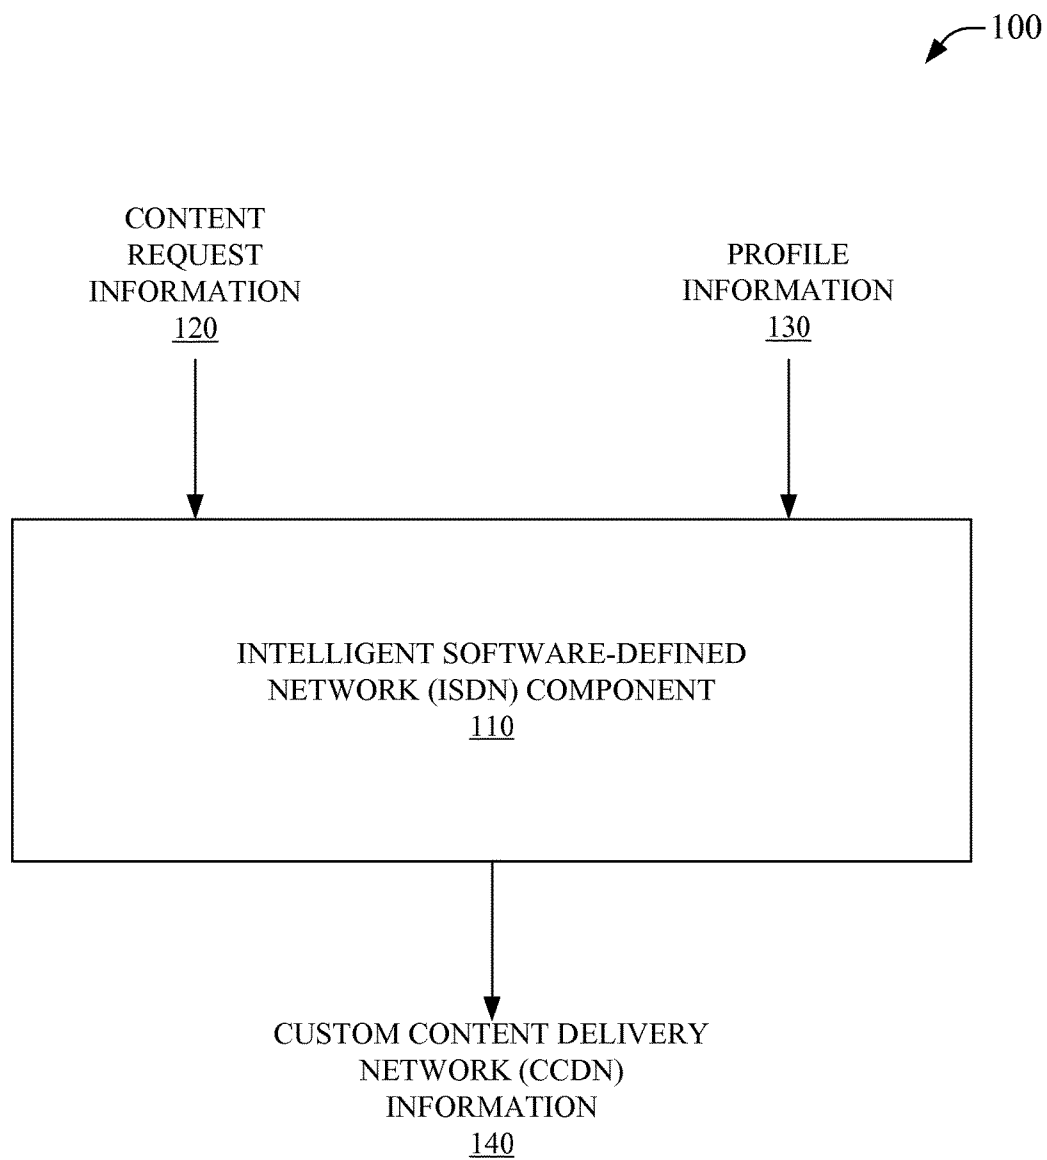 100
CONTENT
REQUEST
INFORMATION
120
PROFILE
INFORMATION
130
INTELLIGENT SOFTWARE-DEFINED
NETWORK (ISDN) COMPONENT
110
CUSTOM CONTENT DELIVERY
NETWORK (CCDN)
INFORMATION
140